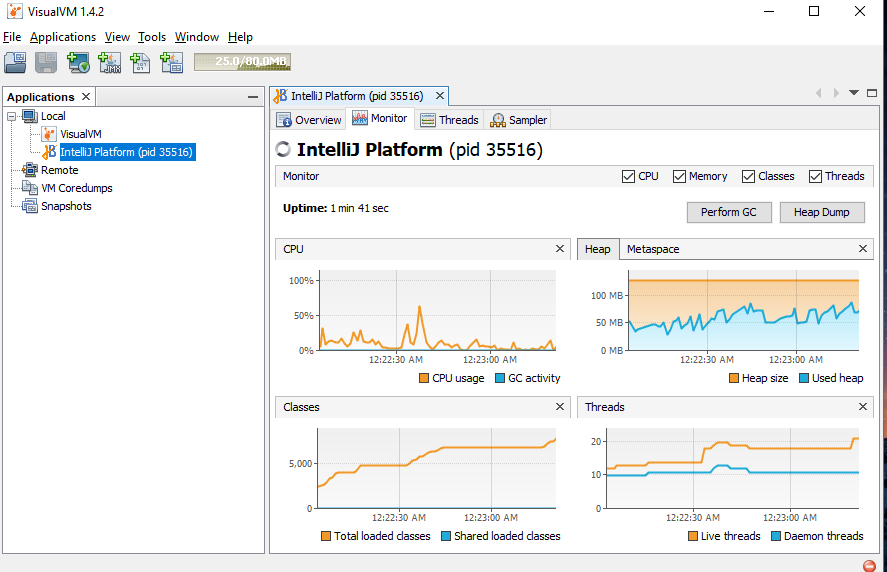 VisualVM 1.4.2
File Applications View Tools Window Help
25.0/80.0MB
Applications
Local
VisualVM
IntelliJ Platform (pid 35516)
Remote
VM Coredumps
Snapshots
IntelliJ Platform (pid 35516)
Overview Monitor Threads Sampler
IntelliJ Platform (pid 35516)
Monitor CPU Memory Classes Threads
Uptime: 1 min 41 sec Perform GC Heap Dump
CPU
100%
50%
0%
12:22:30 AM 12:23:00 AM
CPU usage GC activity
Heap Metaspace
100 MB
50 MB
0 MB
12:22:30 AM 12:23:00 AM
Heap size Used heap
Classes
5,000
0
12:22:30 AM 12:23:00 AM
Total loaded classes Shared loaded classes
Threads
20
10
0
12:22:30 AM 12:23:00 AM
Live threads Daemon threads